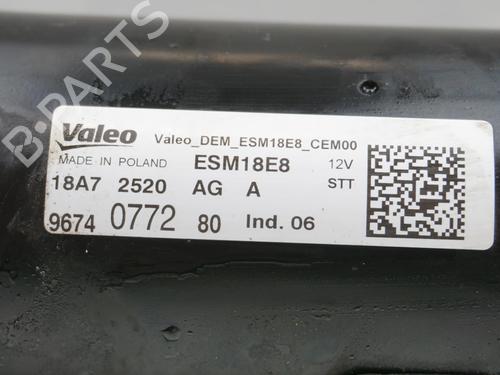 Valeo Valeo_DEM_ESM18E8_CEM00
MADE IN POLAND ESM18E8 12V
18A7 2520 AG A STT
9674 0772 80 Ind. 06
B-PARTS